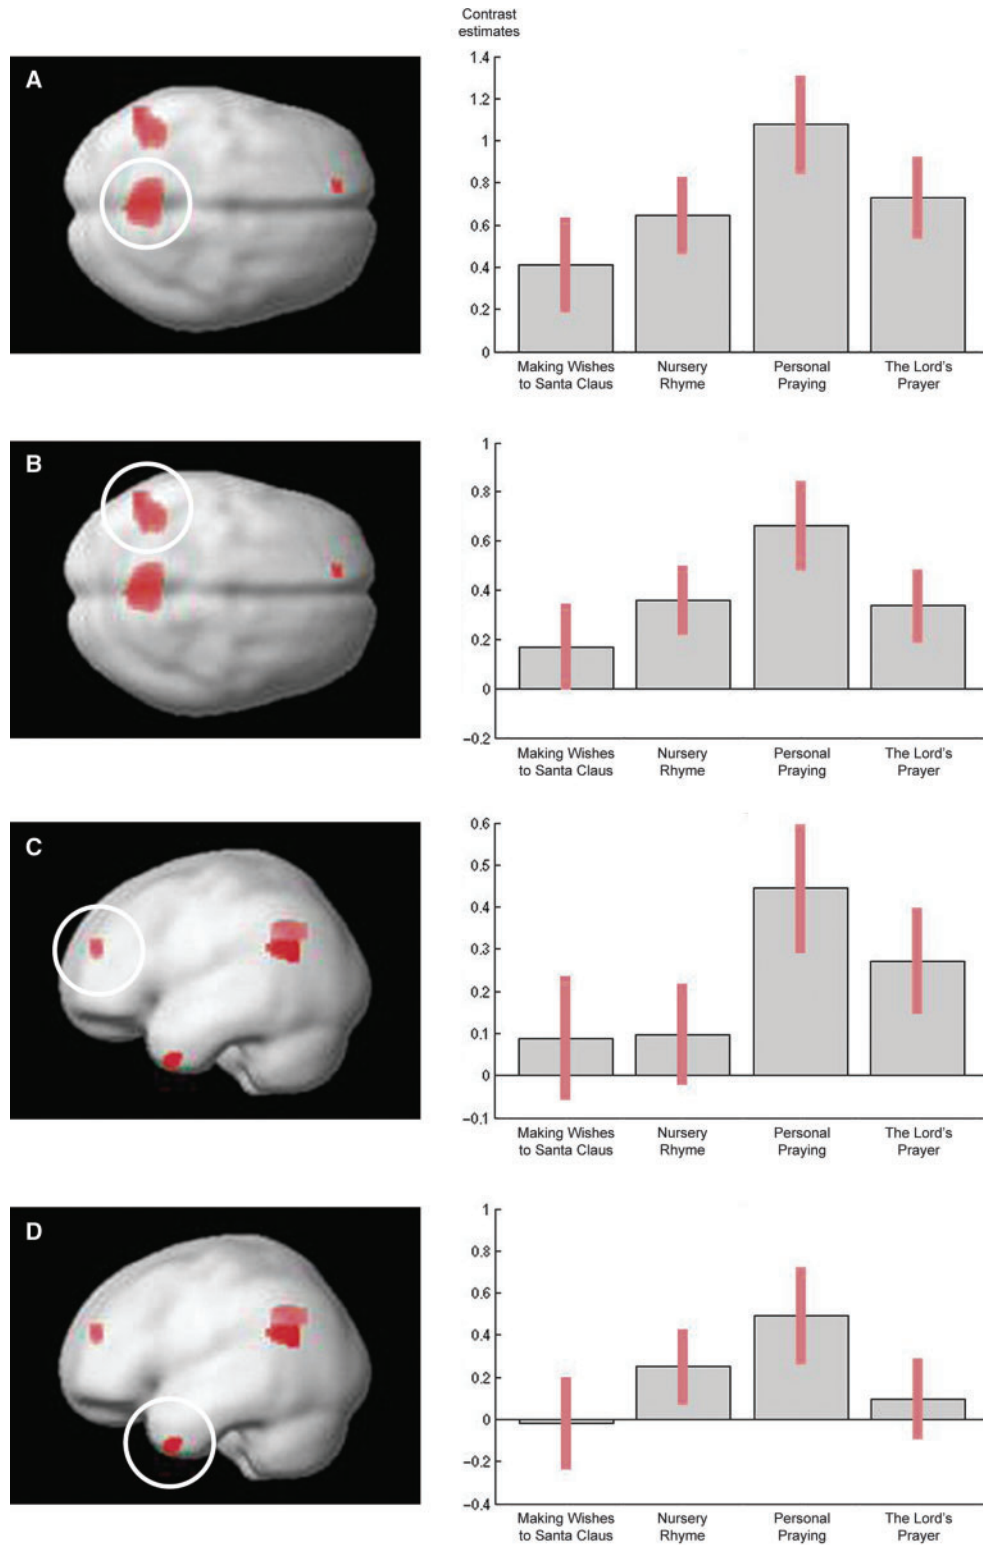 Contrast
estimates
A
1.4
1.2
1
0.8
0.6
0.4
0.2
0
Making Wishes
to Santa Claus
Nursery
Rhyme
Personal
Praying
The Lord's
Prayer
B
1
0.8
0.6
0.4
0.2
0
−0.2
Making Wishes
to Santa Claus
Nursery
Rhyme
Personal
Praying
The Lord's
Prayer
C
0.6
0.5
0.4
0.3
0.2
0.1
0
−0.1
Making Wishes
to Santa Claus
Nursery
Rhyme
Personal
Praying
The Lord's
Prayer
D
1
0.8
0.6
0.4
0.2
0
−0.2
−0.4
Making Wishes
to Santa Claus
Nursery
Rhyme
Personal
Praying
The Lord's
Prayer